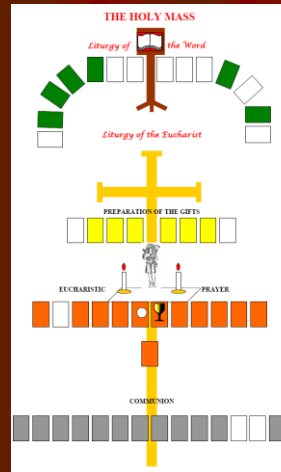 THE HOLY MASS
Liturgy of the Word
Liturgy of the Eucharist
PREPARATION OF THE GIFTS
EUCHARISTIC PRAYER
COMMUNION